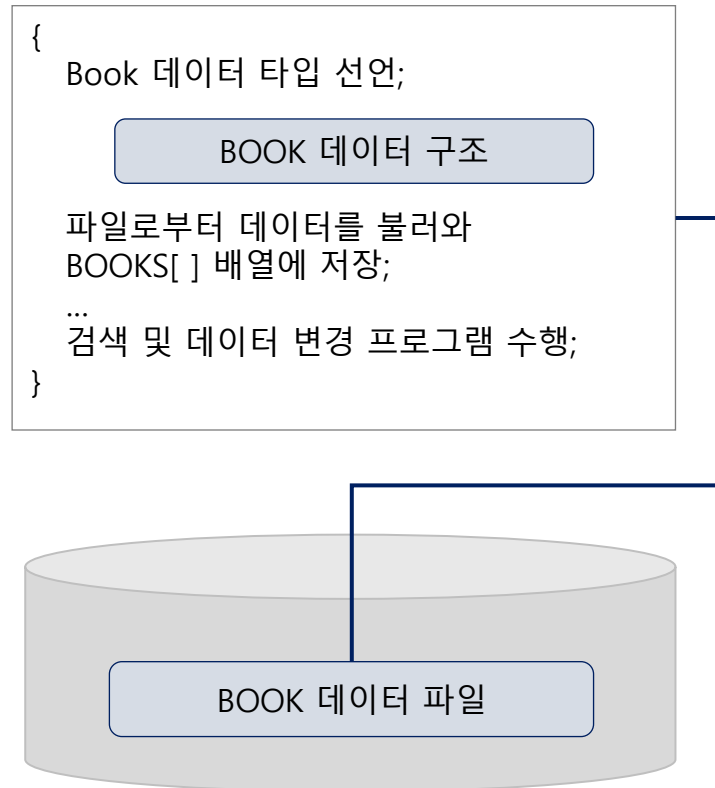 {
Book 데이터 타입 선언;
BOOK 데이터 구조
파일로부터 데이터를 불러와
BOOKS[ ] 배열에 저장;
...
검색 및 데이터 변경 프로그램 수행;
}
BOOK 데이터 파일